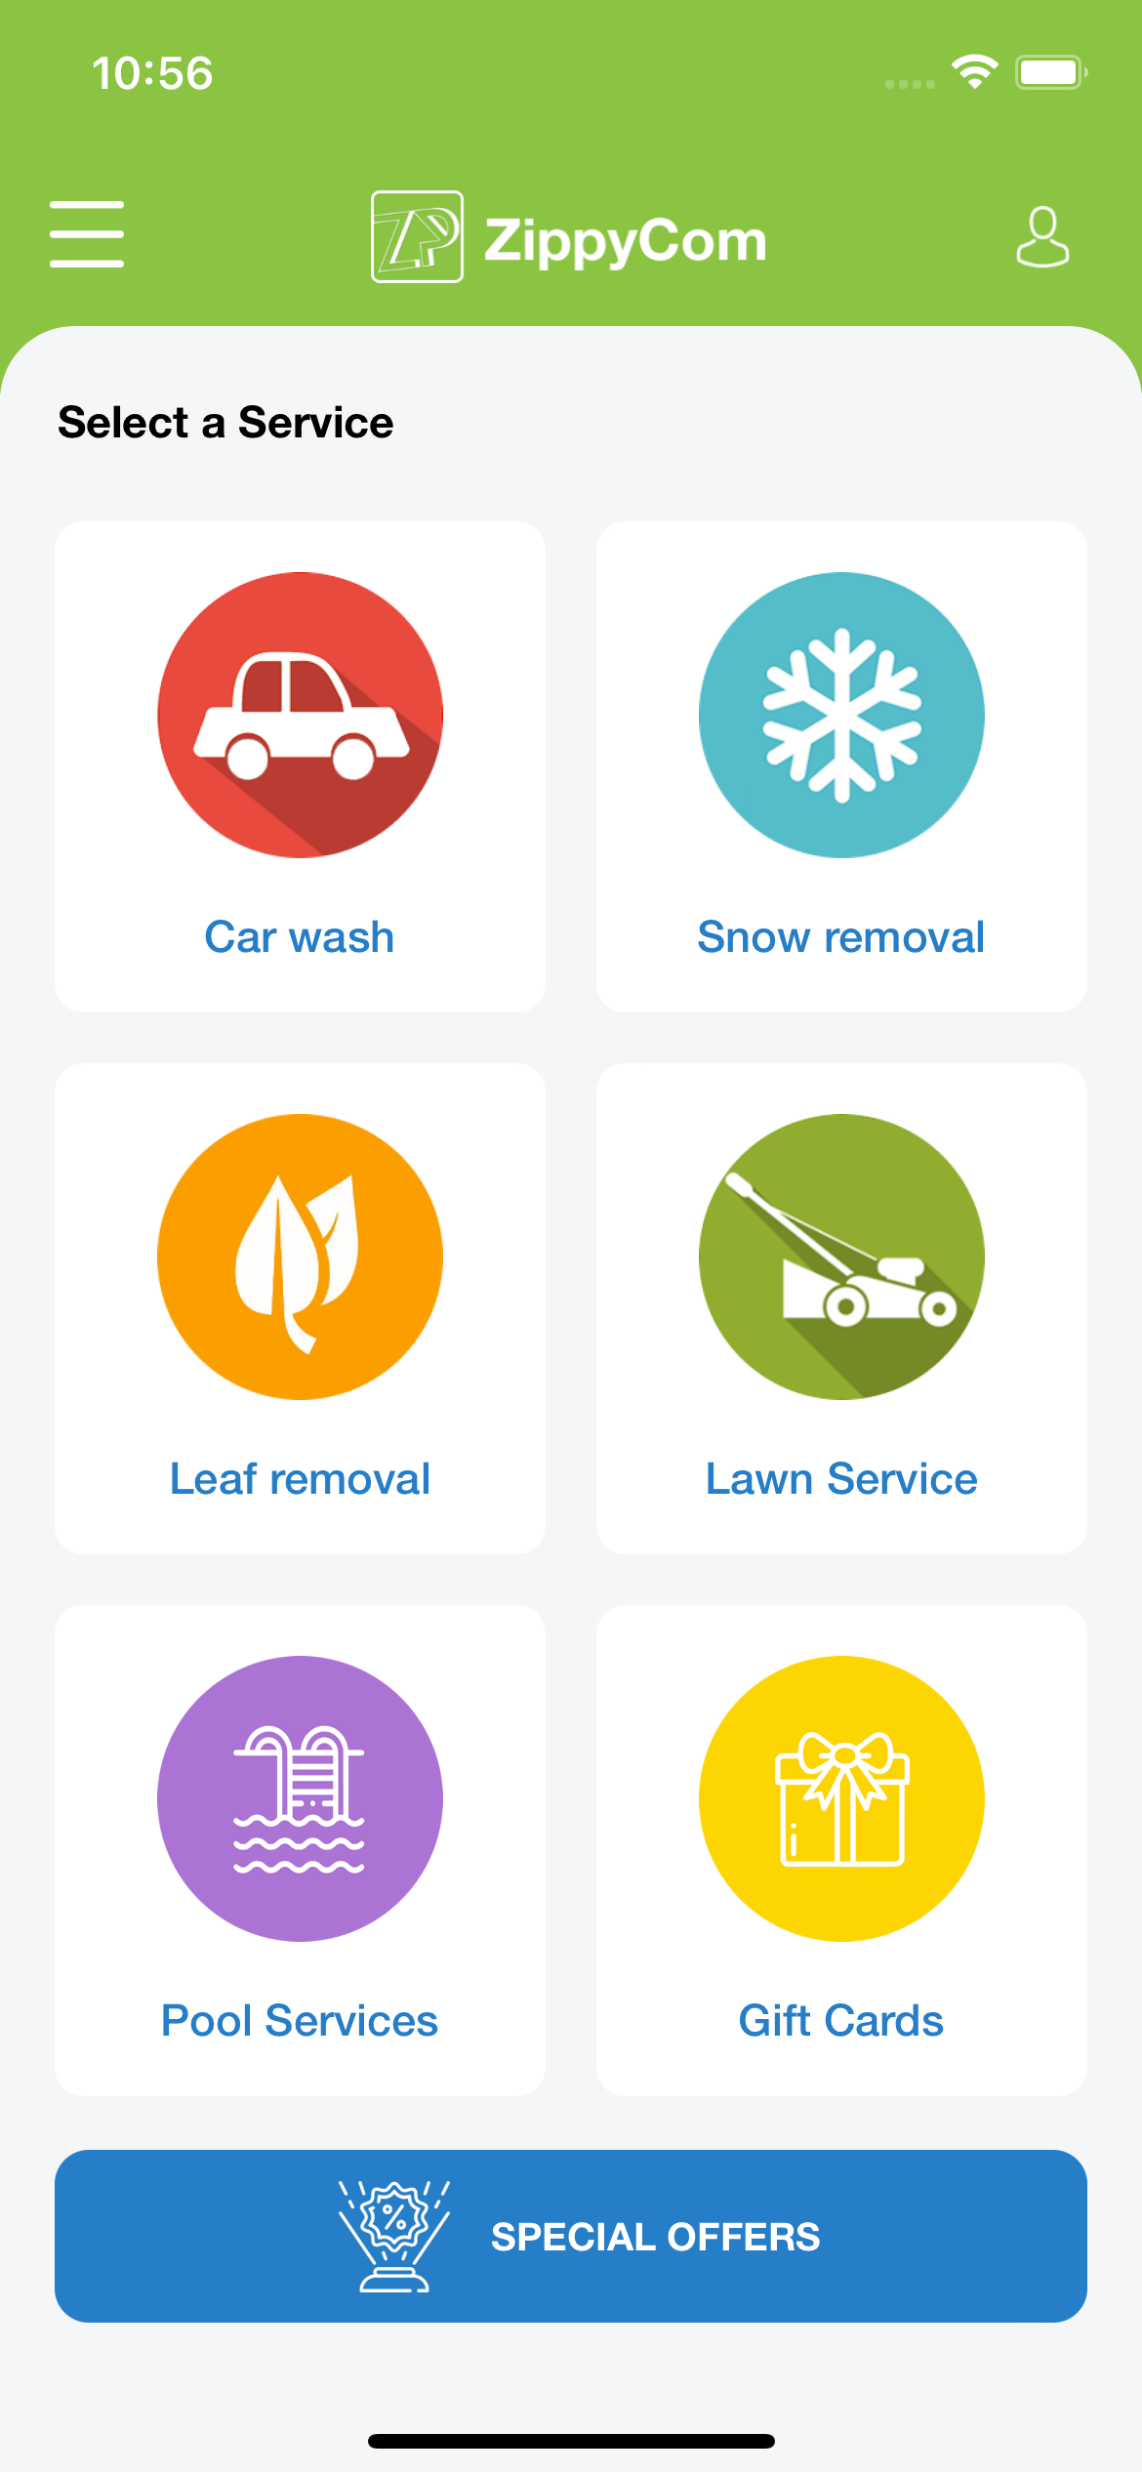 10:56
ZP ZippyCom
Select a Service
Car wash
Snow removal
Leaf removal
Lawn Service
Pool Services
Gift Cards
%
SPECIAL OFFERS